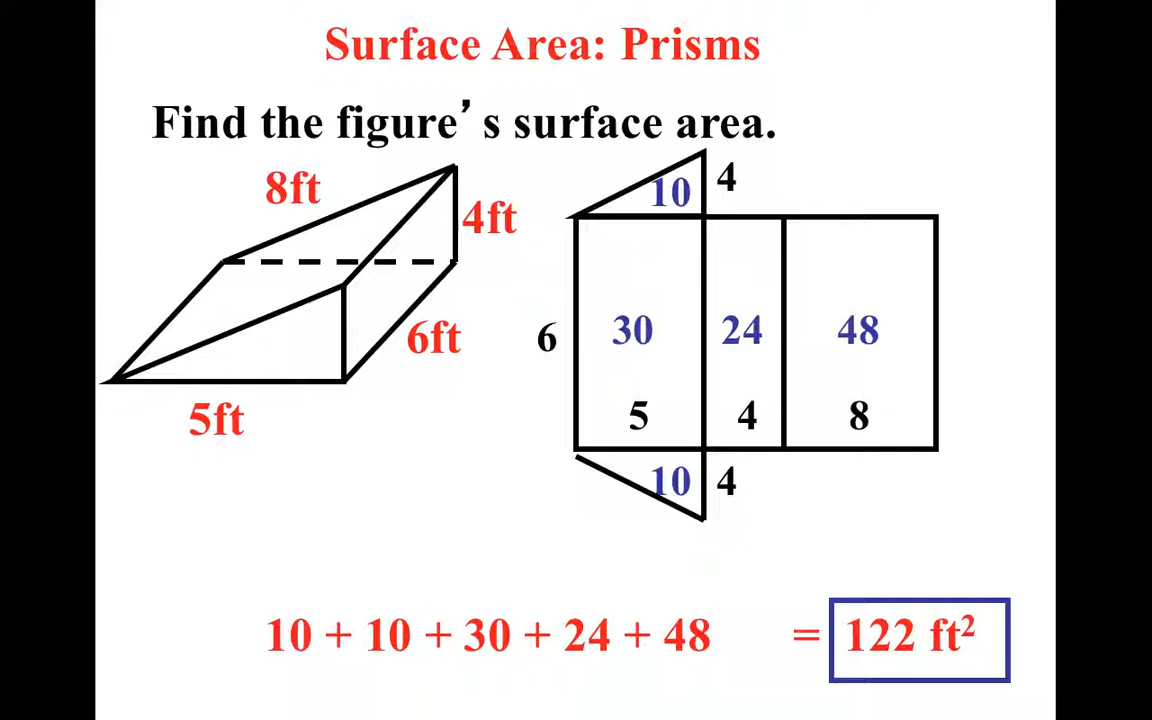 Surface Area: Prisms
Find the figure’s surface area.
8ft
4ft
6ft
5ft
10 4
6
30 24 48
5 4 8
10 4
10 + 10 + 30 + 24 + 48 = 122 ft²